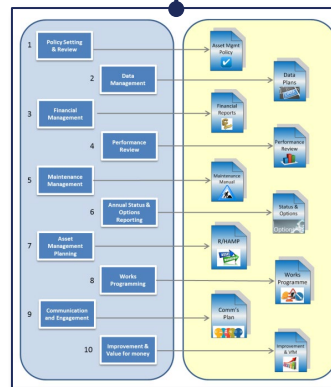 1
Policy Setting
& Review
Asset Mgmt
Policy
2
Data
Management
Data
Plans
3
Financial
Management
Financial
Reports
4
Performance
Review
Performance
Review
5
Maintenance
Management
Maintenance
Manual
6
Annual Status &
Options
Reporting
Status &
Options
Options
7
Asset
Management
Planning
R/HAMP
8
Works
Programming
Works
Programme
9
Communication
and Engagement
Comm's
Plan
10
Improvement &
Value for money
Improvement
& VFM